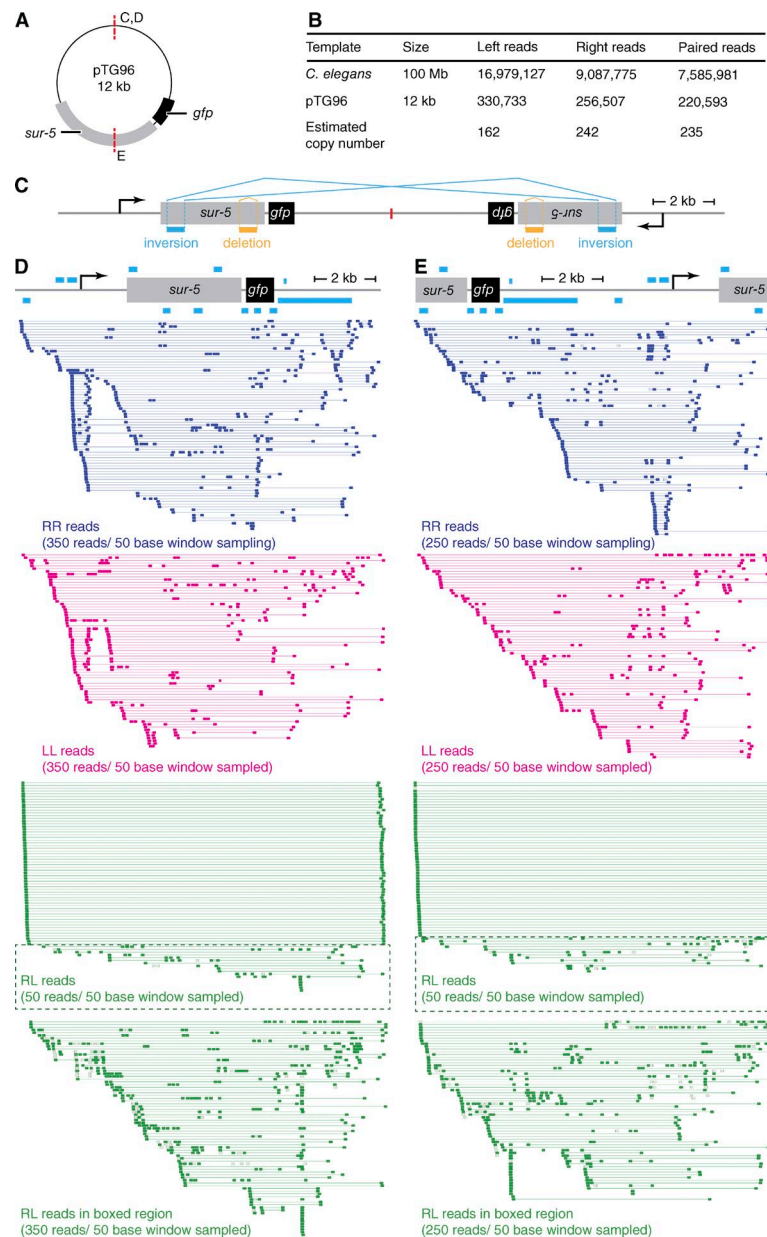 A
C,D
pTG96
12 kb
gfp
sur-5
E
B
Template Size Left reads Right reads Paired reads
C. elegans 100 Mb 16,979,127 9,087,775 7,585,981
pTG96 12 kb 330,733 256,507 220,593
Estimated
copy number 162 242 235
C
sur-5 gfp gfp sur-5 2 kb
inversion deletion deletion inversion
D
sur-5 gfp 2 kb
RR reads
(350 reads/ 50 base window sampling)
LL reads
(350 reads/ 50 base window sampled)
RL reads
(50 reads/ 50 base window sampled)
RL reads in boxed region
(350 reads/ 50 base window sampled)
E
sur-5 gfp 2 kb sur-5
RR reads
(250 reads/ 50 base window sampling)
LL reads
(250 reads/ 50 base window sampled)
RL reads
(50 reads/ 50 base window sampled)
RL reads in boxed region
(250 reads/ 50 base window sampled)